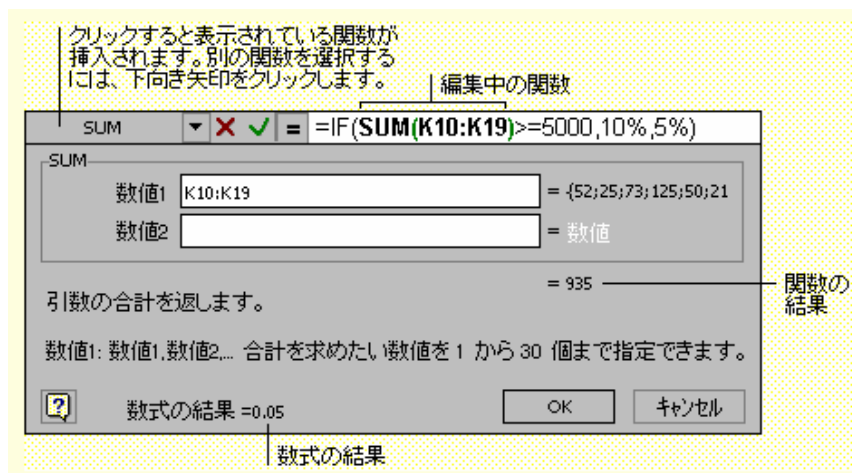 クリックすると表示されている関数が
挿入されます。別の関数を選択する
には、下向き矢印をクリックします。
編集中の関数
SUM
= =IF(SUM(K10:K19)>=5000,10%,5%)
SUM
数値1 K10:K19 = {52;25;73;125;50;21
数値2 = 数値
= 935
関数の
結果
引数の合計を返します。
数値1: 数値1,数値2,... 合計を求めたい数値を 1 から 30 個まで指定できます。
? 数式の結果 =0.05 OK キャンセル
数式の結果